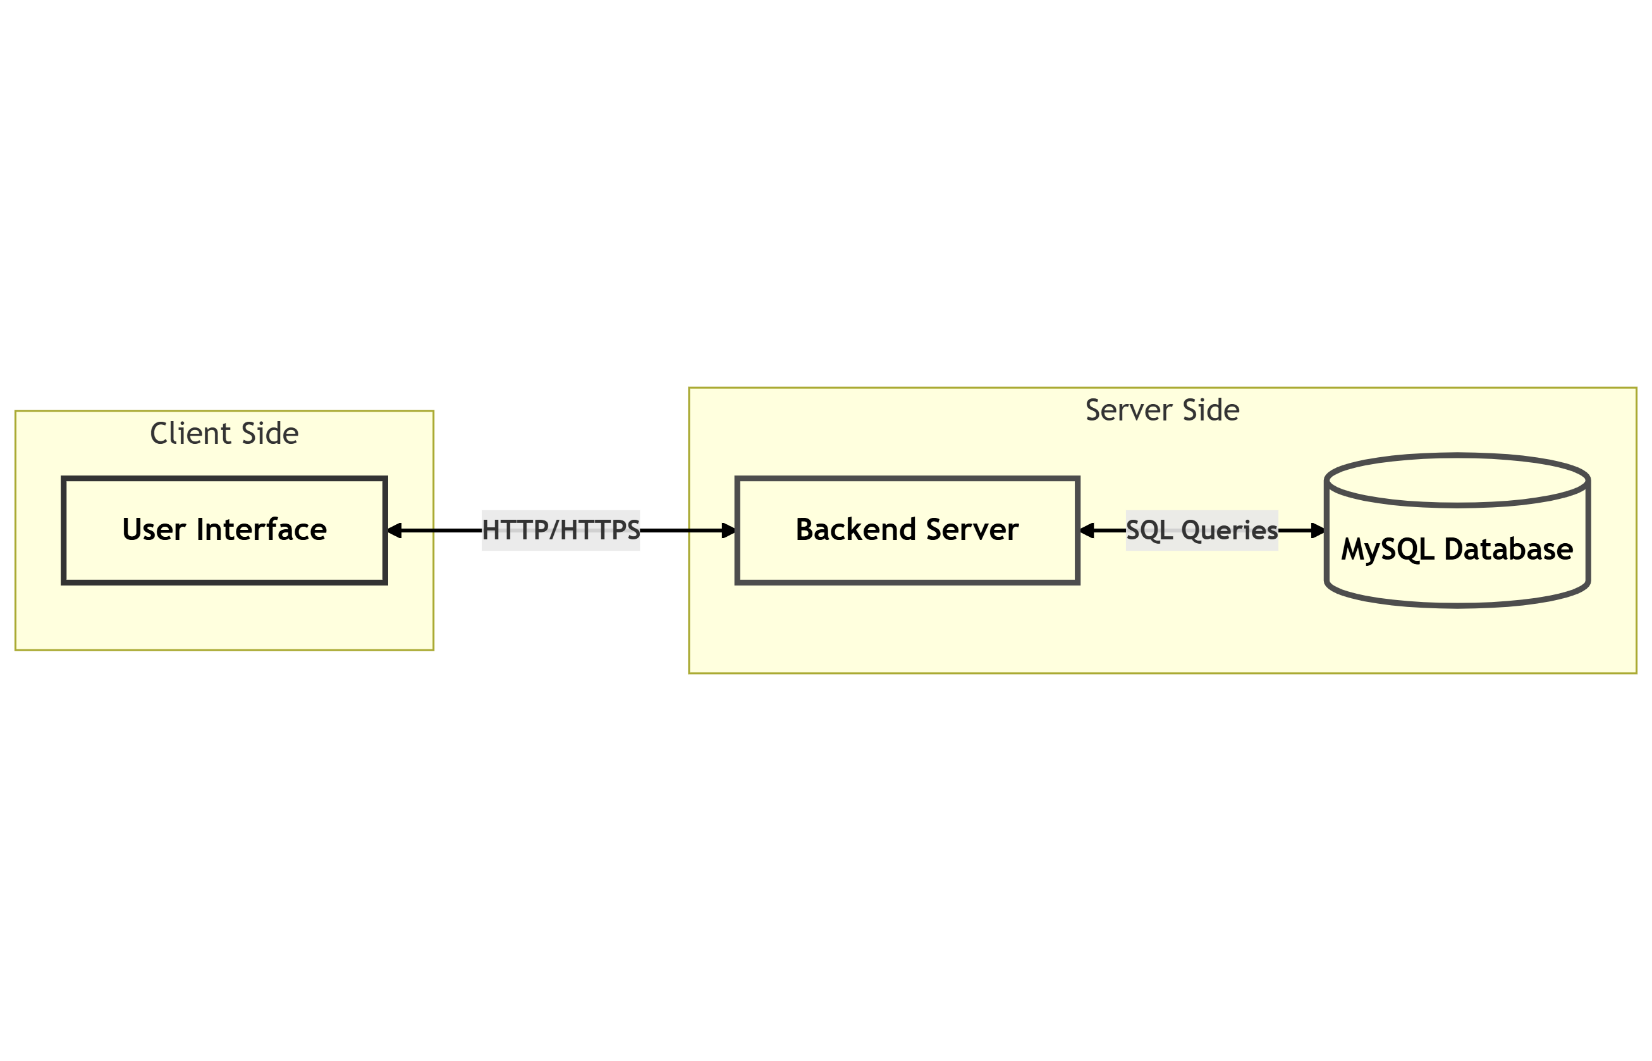 Client Side
User Interface
HTTP/HTTPS
Server Side
Backend Server
SQL Queries
MySQL Database